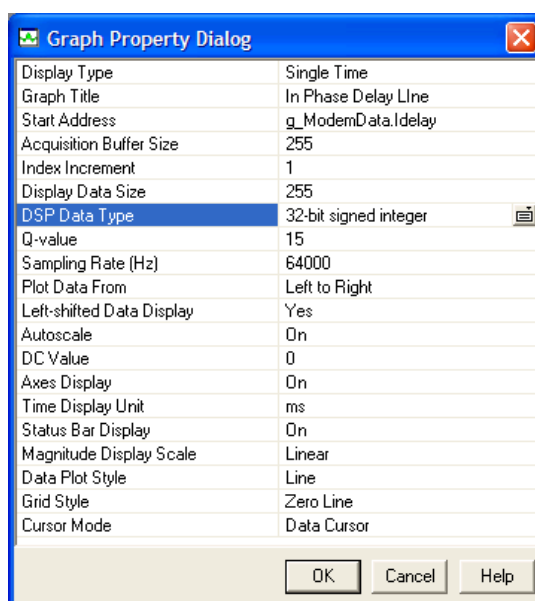 Graph Property Dialog
Display Type Single Time
Graph Title In Phase Delay LIne
Start Address g_ModemData.Idelay
Acquisition Buffer Size 255
Index Increment 1
Display Data Size 255
DSP Data Type 32-bit signed integer
Q-value 15
Sampling Rate (Hz) 64000
Plot Data From Left to Right
Left-shifted Data Display Yes
Autoscale On
DC Value 0
Axes Display On
Time Display Unit ms
Status Bar Display On
Magnitude Display Scale Linear
Data Plot Style Line
Grid Style Zero Line
Cursor Mode Data Cursor
OK Cancel Help